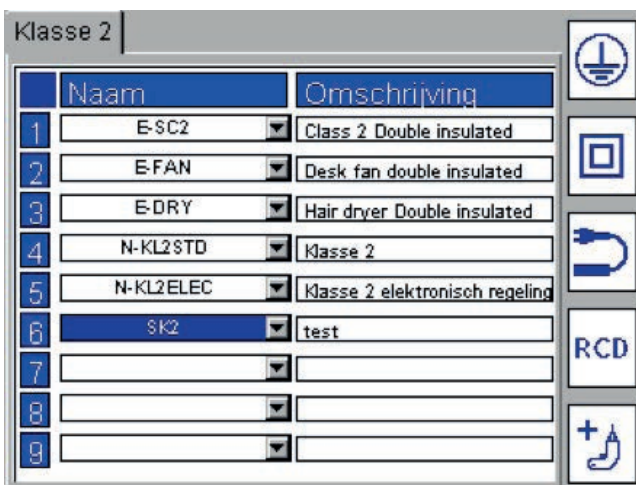 Klasse 2
Naam Omschrijving
1 E-SC2 Class 2 Double insulated
2 E-FAN Desk fan double insulated
3 E-DRY Hair dryer Double insulated
4 N-KL2STD Klasse 2
5 N-KL2ELEC Klasse 2 elektronisch regeling
6 SK2 test
7
8
9
RCD